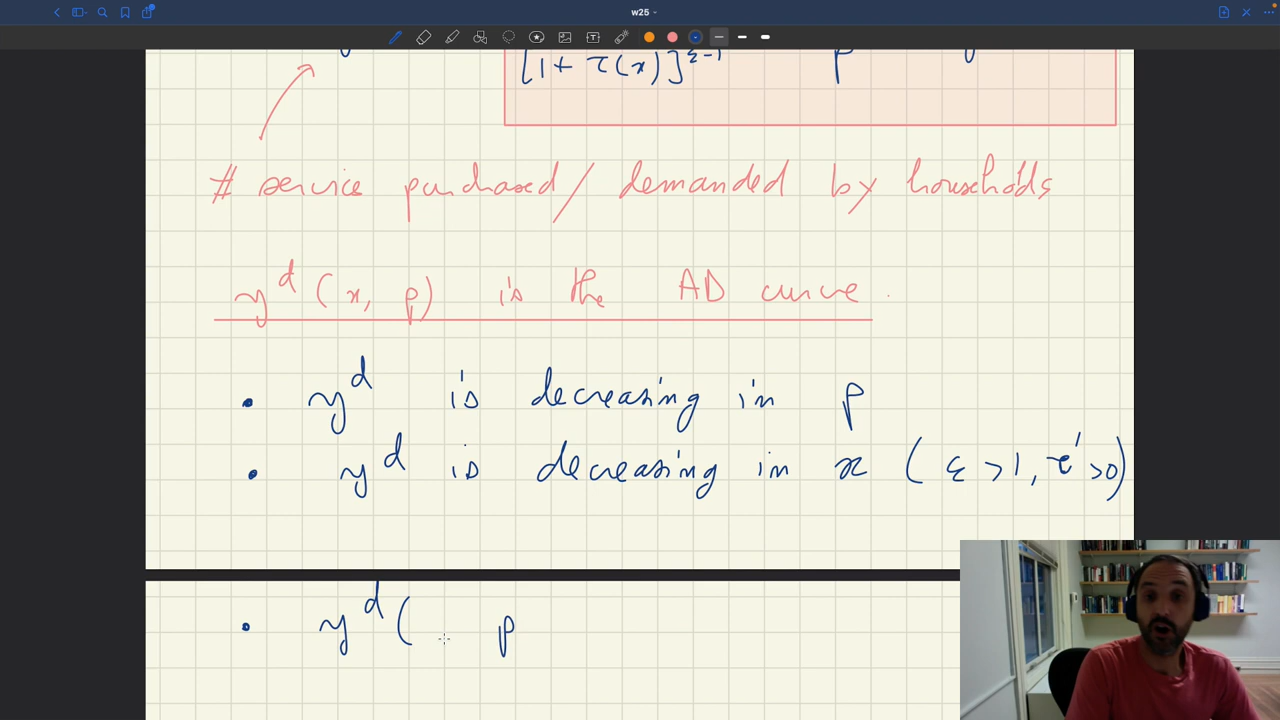 w25
[1 + τ(x)]^{ε-1} p y
# service purchased / demanded by households
y^d (x, p) is the AD curve.
• y^d is decreasing in p
• y^d is decreasing in x (ε > 1, τ' > 0)
• y^d ( p